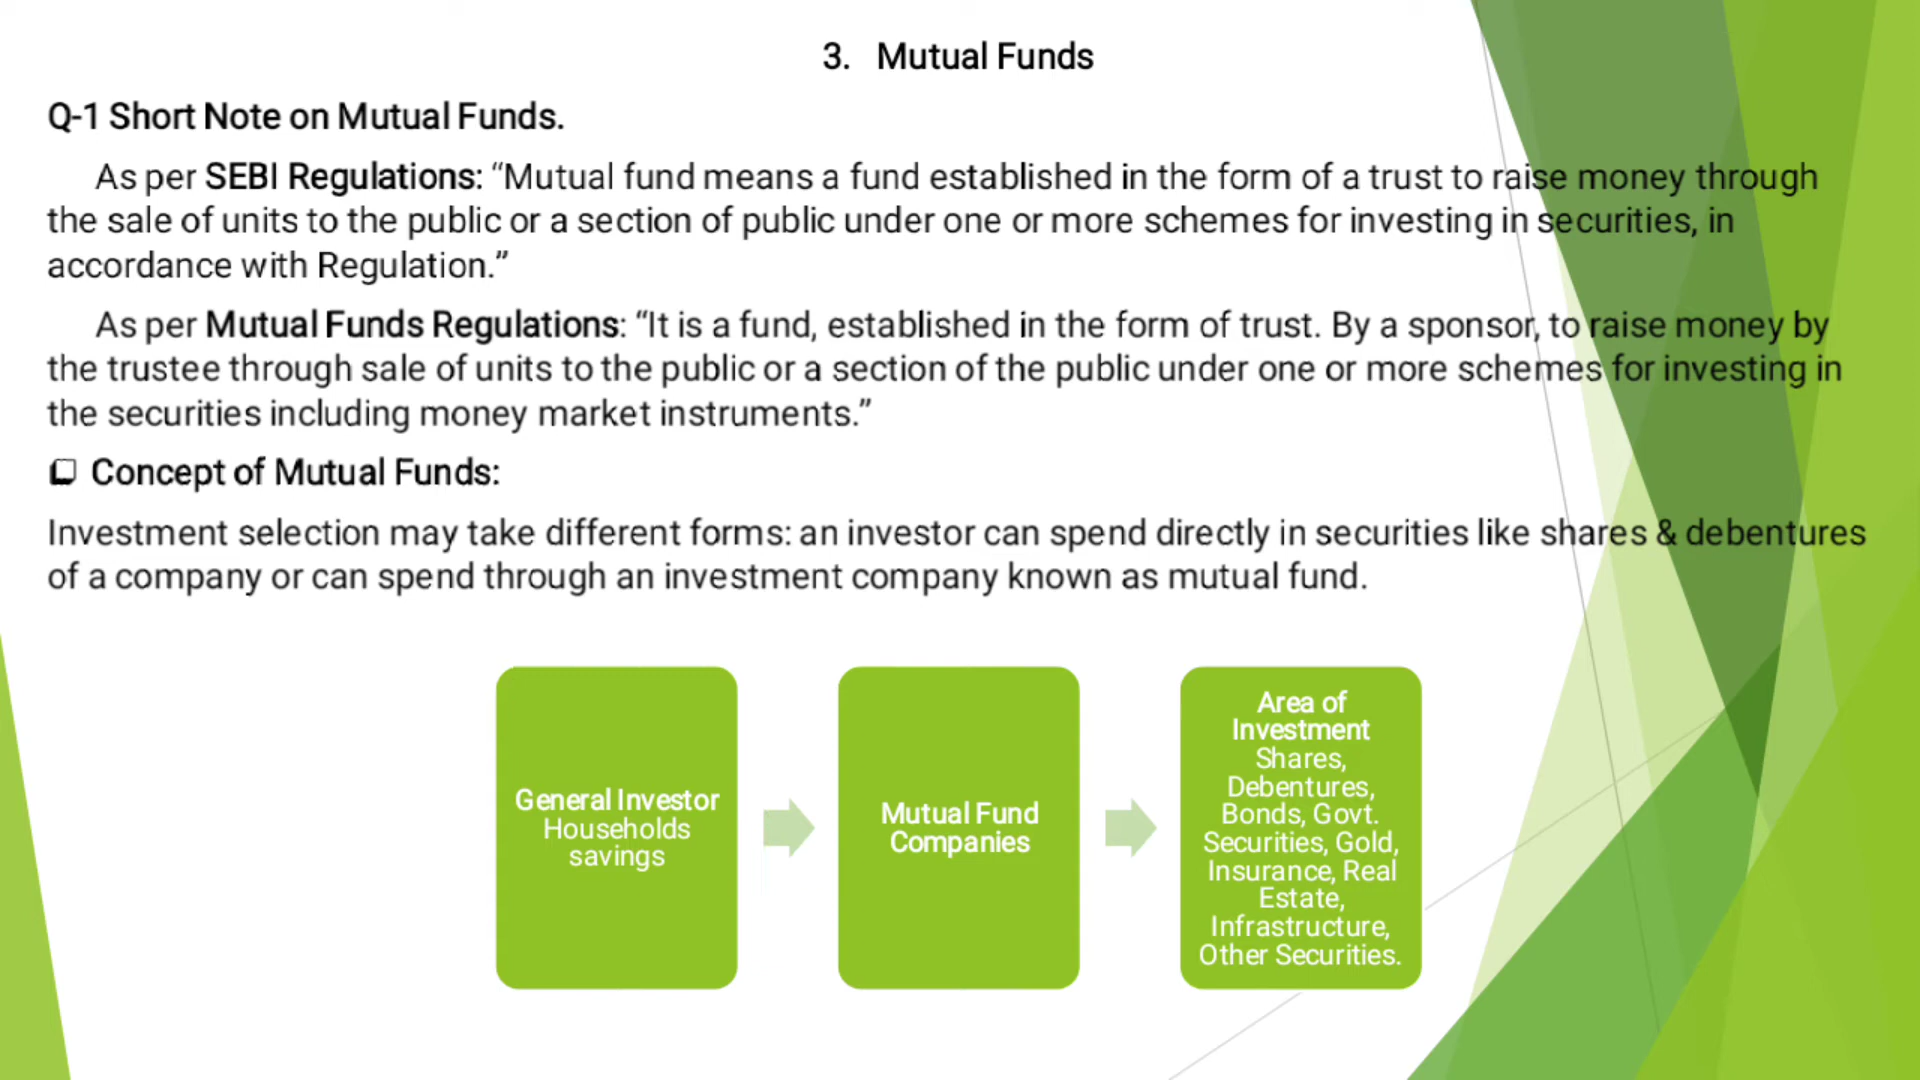 3. Mutual Funds
Q-1 Short Note on Mutual Funds.
As per SEBI Regulations: “Mutual fund means a fund established in the form of a trust to raise money through
the sale of units to the public or a section of public under one or more schemes for investing in securities, in
accordance with Regulation.”
As per Mutual Funds Regulations: “It is a fund, established in the form of trust. By a sponsor, to raise money by
the trustee through sale of units to the public or a section of the public under one or more schemes for investing in
the securities including money market instruments.”
❑ Concept of Mutual Funds:
Investment selection may take different forms: an investor can spend directly in securities like shares & debentures
of a company or can spend through an investment company known as mutual fund.
General Investor
Households
savings
Mutual Fund
Companies
Area of
Investment
Shares,
Debentures,
Bonds, Govt.
Securities, Gold,
Insurance, Real
Estate,
Infrastructure,
Other Securities.